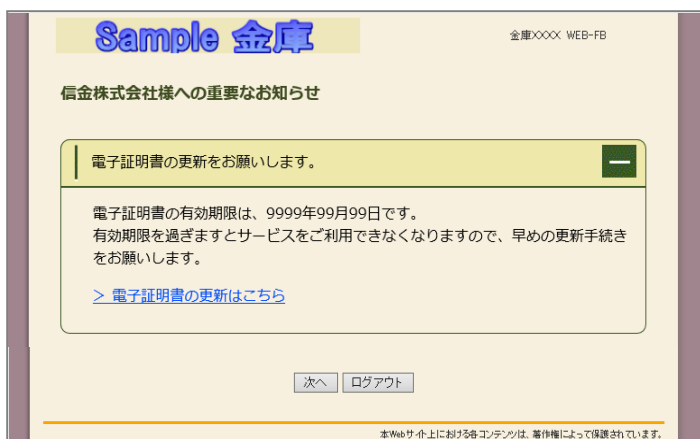 Sample 金庫
金庫XXXX WEB-FB
信金株式会社様への重要なお知らせ
電子証明書の更新をお願いします。
電子証明書の有効期限は、9999年99月99日です。
有効期限を過ぎますとサービスをご利用できなくなりますので、早めの更新手続き
をお願いします。
> 電子証明書の更新はこちら
次へ ログアウト
本Webサイト上における各コンテンツは、著作権によって保護されています。